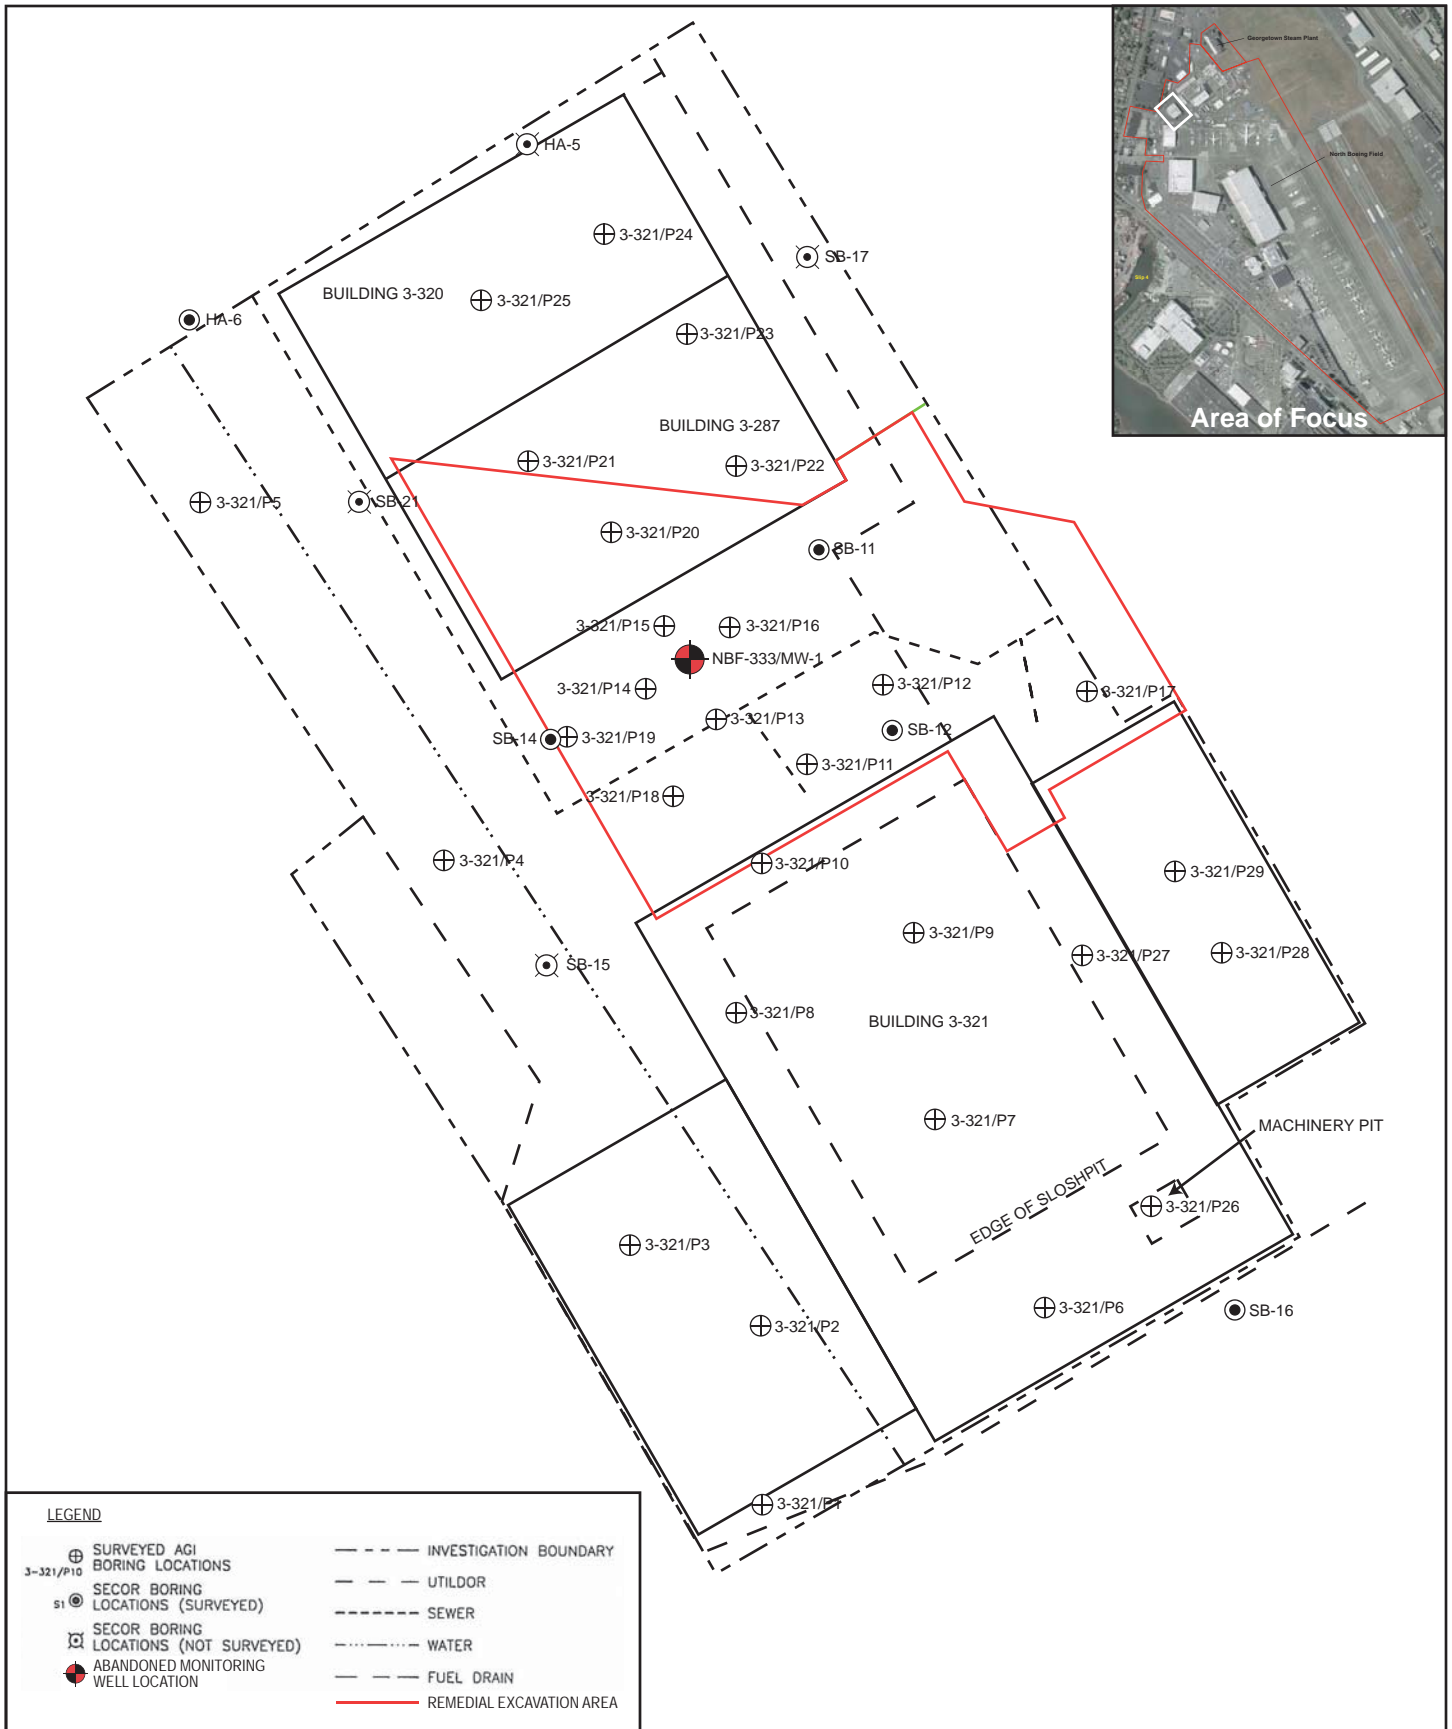 Georgetown Steam Plant
North Boeing Field
Slip 4
Area of Focus
HA-5
3-321/P24
SB-17
BUILDING 3-320
3-321/P25
HA-6
3-321/P23
BUILDING 3-287
3-321/P21
3-321/P22
3-321/P5
SB-21
3-321/P20
SB-11
3-321/P15
3-321/P16
NBF-333/MW-1
3-321/P14
3-321/P12
3-321/P17
3-321/P13
SB-12
SB-14
3-321/P19
3-321/P11
3-321/P18
3-321/P4
3-321/P10
3-321/P29
3-321/P9
3-321/P27
3-321/P28
SB-15
3-321/P8
BUILDING 3-321
3-321/P7
MACHINERY PIT
EDGE OF SLOSHPIT
3-321/P26
3-321/P3
3-321/P6
SB-16
3-321/P2
3-321/P1
LEGEND
3-321/P10
SURVEYED AGI
BORING LOCATIONS
S1
SECOR BORING
LOCATIONS (SURVEYED)
SECOR BORING
LOCATIONS (NOT SURVEYED)
ABANDONED MONITORING
WELL LOCATION
INVESTIGATION BOUNDARY
UTILDOR
SEWER
WATER
FUEL DRAIN
REMEDIAL EXCAVATION AREA